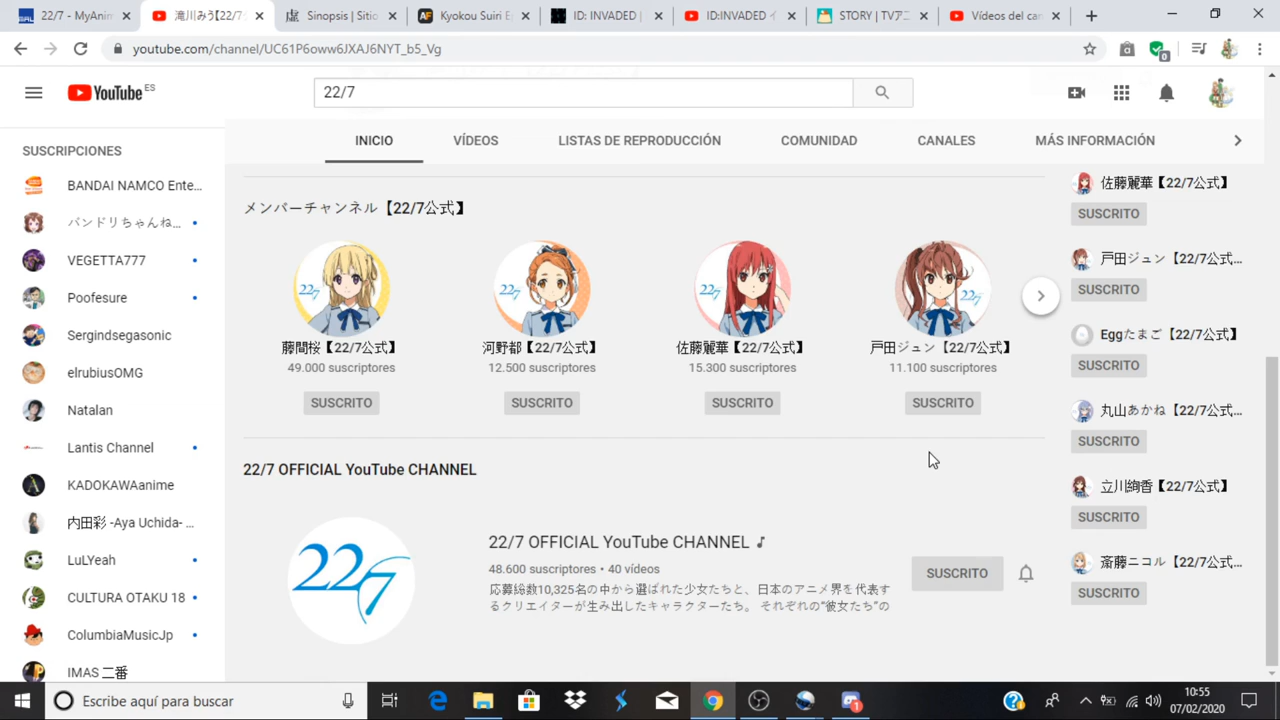 22/7 - MyAnim
滝川みう【22/7
Sinopsis | Sitio
Kyokou Suiri E
ID: INVADED |
ID:INVADED イ
STORY | TVアニ
Vídeos del ca
youtube.com/channel/UC61P6oww6JXAJ6NYT_b5_Vg
0
YouTube ES
22/7
INICIO
VÍDEOS
LISTAS DE REPRODUCCIÓN
COMUNIDAD
CANALES
MÁS INFORMACIÓN
SUSCRIPCIONES
BANDAI NAMCO Ente...
バンドリちゃんね...
VEGETTA777
Poofesure
Sergindsegasonic
elrubiusOMG
Natalan
Lantis Channel
KADOKAWAanime
内田彩 -Aya Uchida- ...
LuLYeah
CULTURA OTAKU 18
ColumbiaMusicJp
IMAS 二番
メンバーチャンネル【22/7公式】
22/7
藤間桜【22/7公式】
49.000 suscriptores
SUSCRITO
22/7
河野都【22/7公式】
12.500 suscriptores
SUSCRITO
22/7
佐藤麗華【22/7公式】
15.300 suscriptores
SUSCRITO
22/7
戸田ジュン【22/7公式】
11.100 suscriptores
SUSCRITO
22/7 OFFICIAL YouTube CHANNEL
22/7
22/7 OFFICIAL YouTube CHANNEL ♪
48.600 suscriptores • 40 vídeos
応募総数10,325名の中から選ばれた少女たちと、日本のアニメ界を代表す
るクリエイターが生み出したキャラクターたち。 それぞれの“彼女たち”の
SUSCRITO
佐藤麗華【22/7公式】
SUSCRITO
戸田ジュン【22/7公式...
SUSCRITO
Eggたまご【22/7公式】
SUSCRITO
丸山あかね【22/7公式...
SUSCRITO
立川絢香【22/7公式】
SUSCRITO
斎藤ニコル【22/7公式...
SUSCRITO
Escribe aquí para buscar
1
10:55
07/02/2020